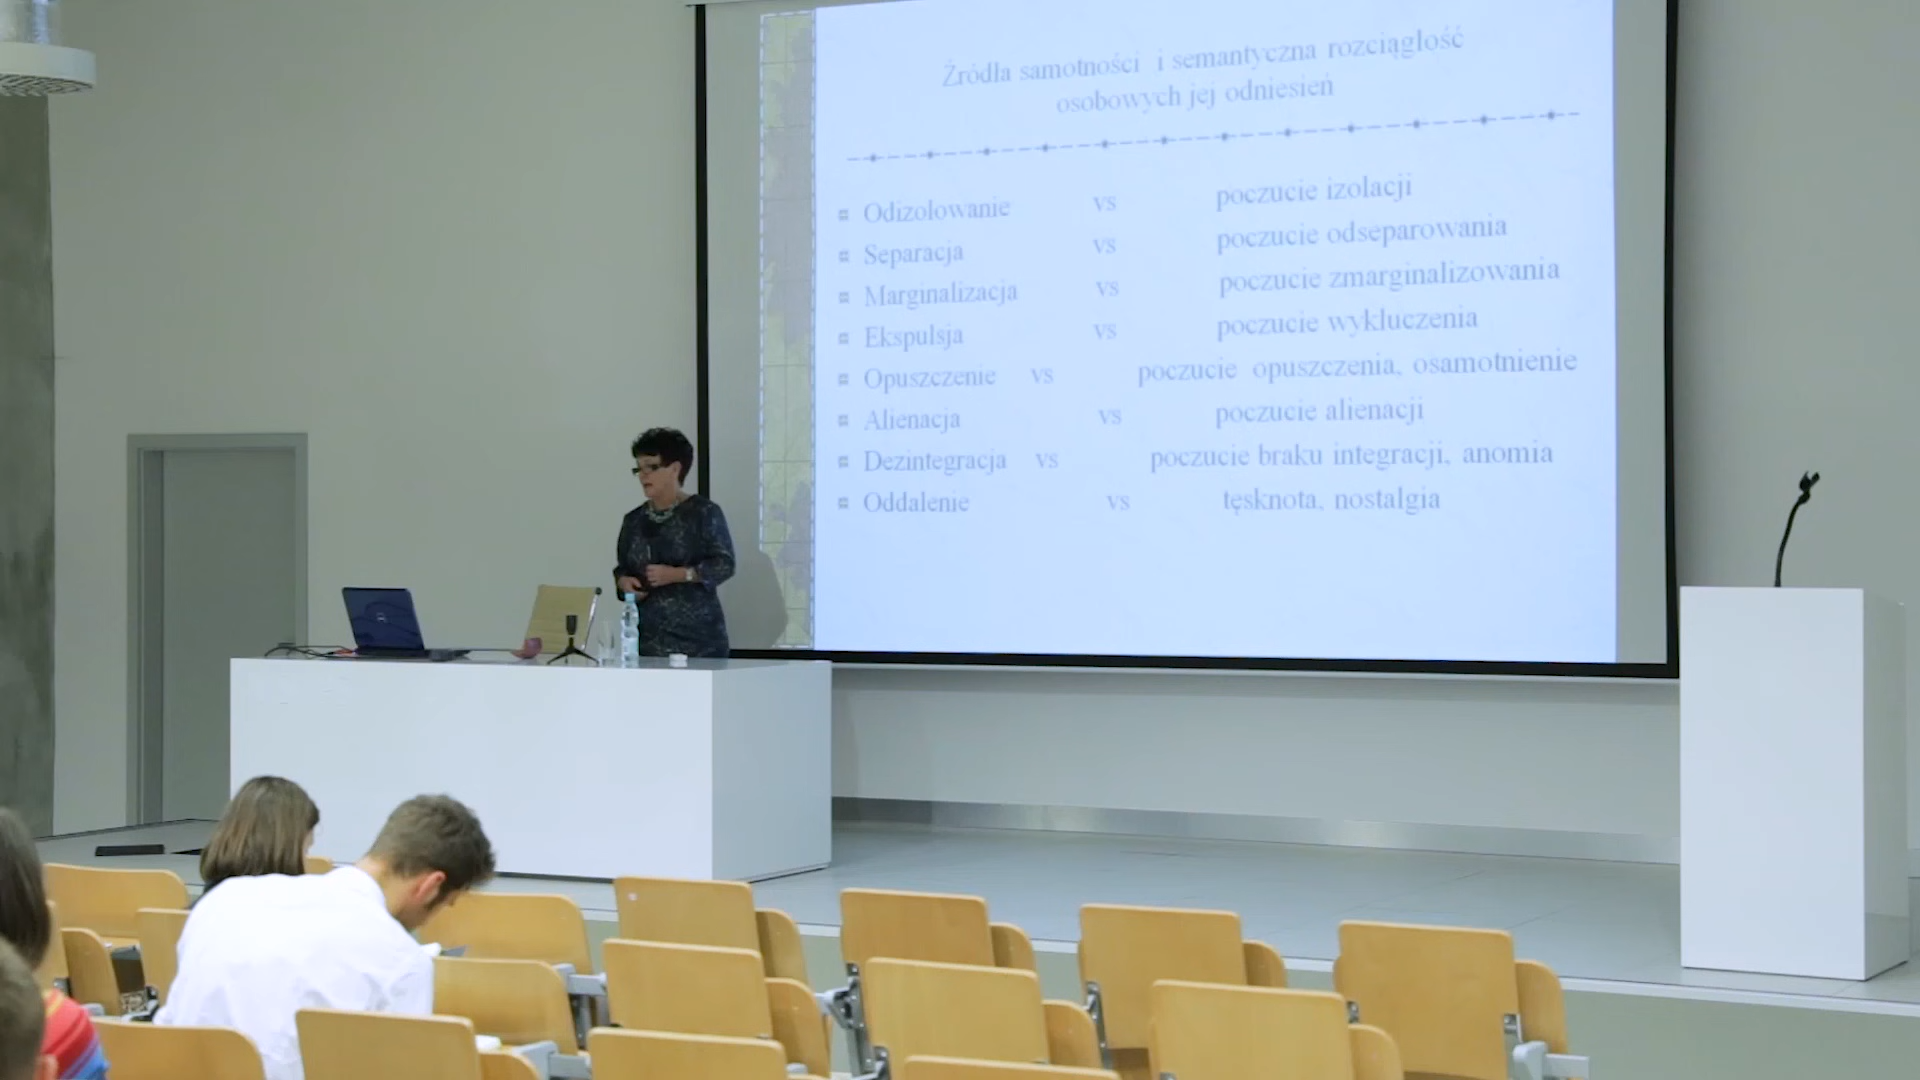 Źródła samotności i semantyczna rozciągłość
osobowych jej odniesień
Odizolowanie vs poczucie izolacji
Separacja vs poczucie odseparowania
Marginalizacja vs poczucie zmarginalizowania
Ekspulsja vs poczucie wykluczenia
Opuszczenie vs poczucie opuszczenia, osamotnienie
Alienacja vs poczucie alienacji
Dezintegracja vs poczucie braku integracji, anomia
Oddalenie vs tęsknota, nostalgia